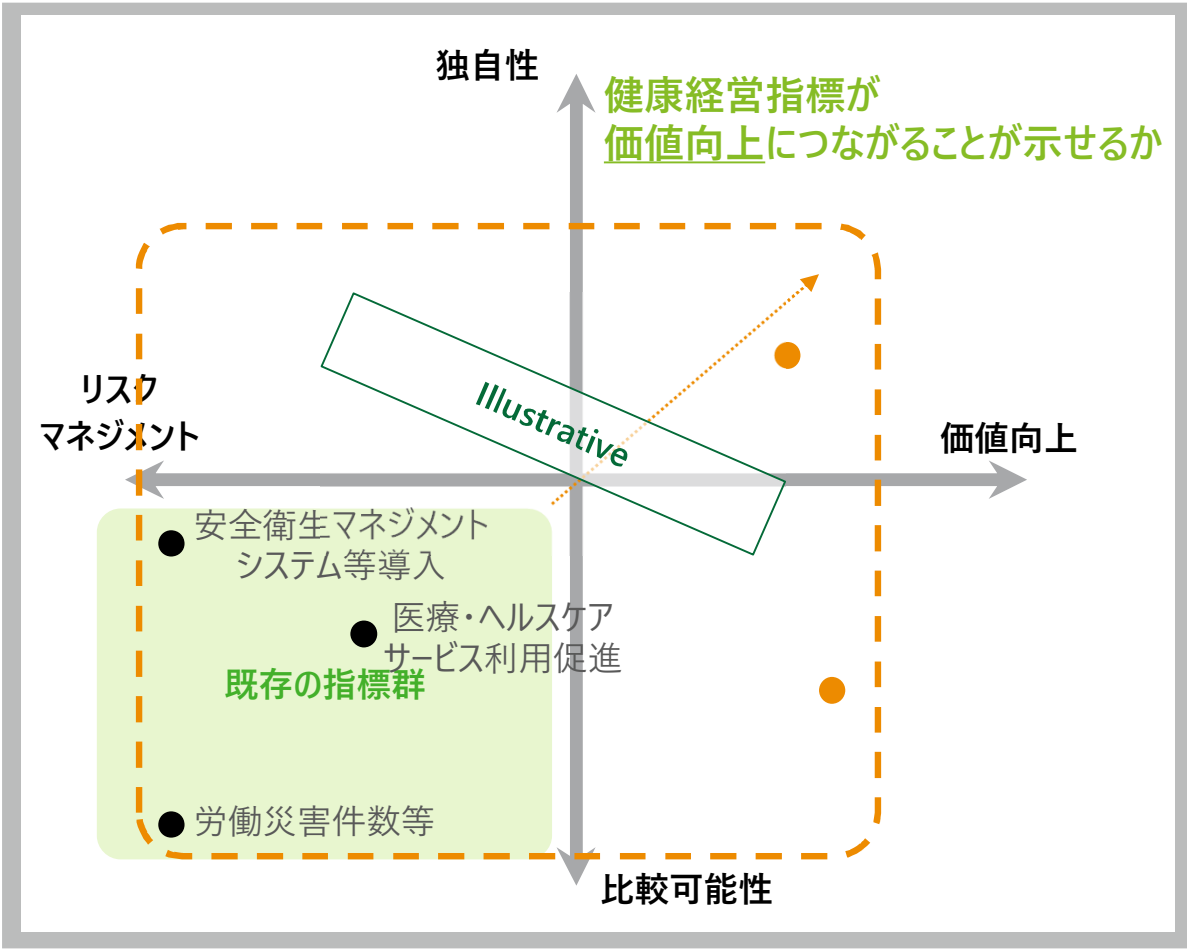 独自性
健康経営指標が
価値向上につながることが示せるか
リスク
マネジメント
価値向上
Illustrative
安全衛生マネジメント
システム等導入
医療・ヘルスケア
サービス利用促進
既存の指標群
労働災害件数等
比較可能性